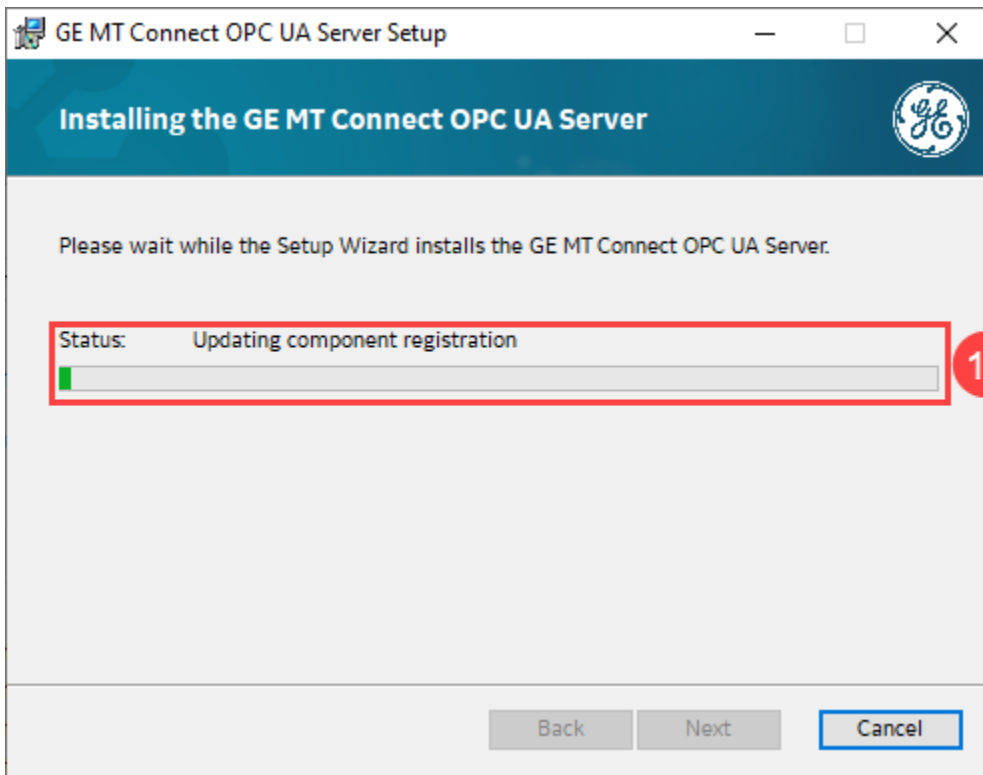 GE MT Connect OPC UA Server Setup
Installing the GE MT Connect OPC UA Server
Please wait while the Setup Wizard installs the GE MT Connect OPC UA Server.
Status: Updating component registration
1
Back Next Cancel